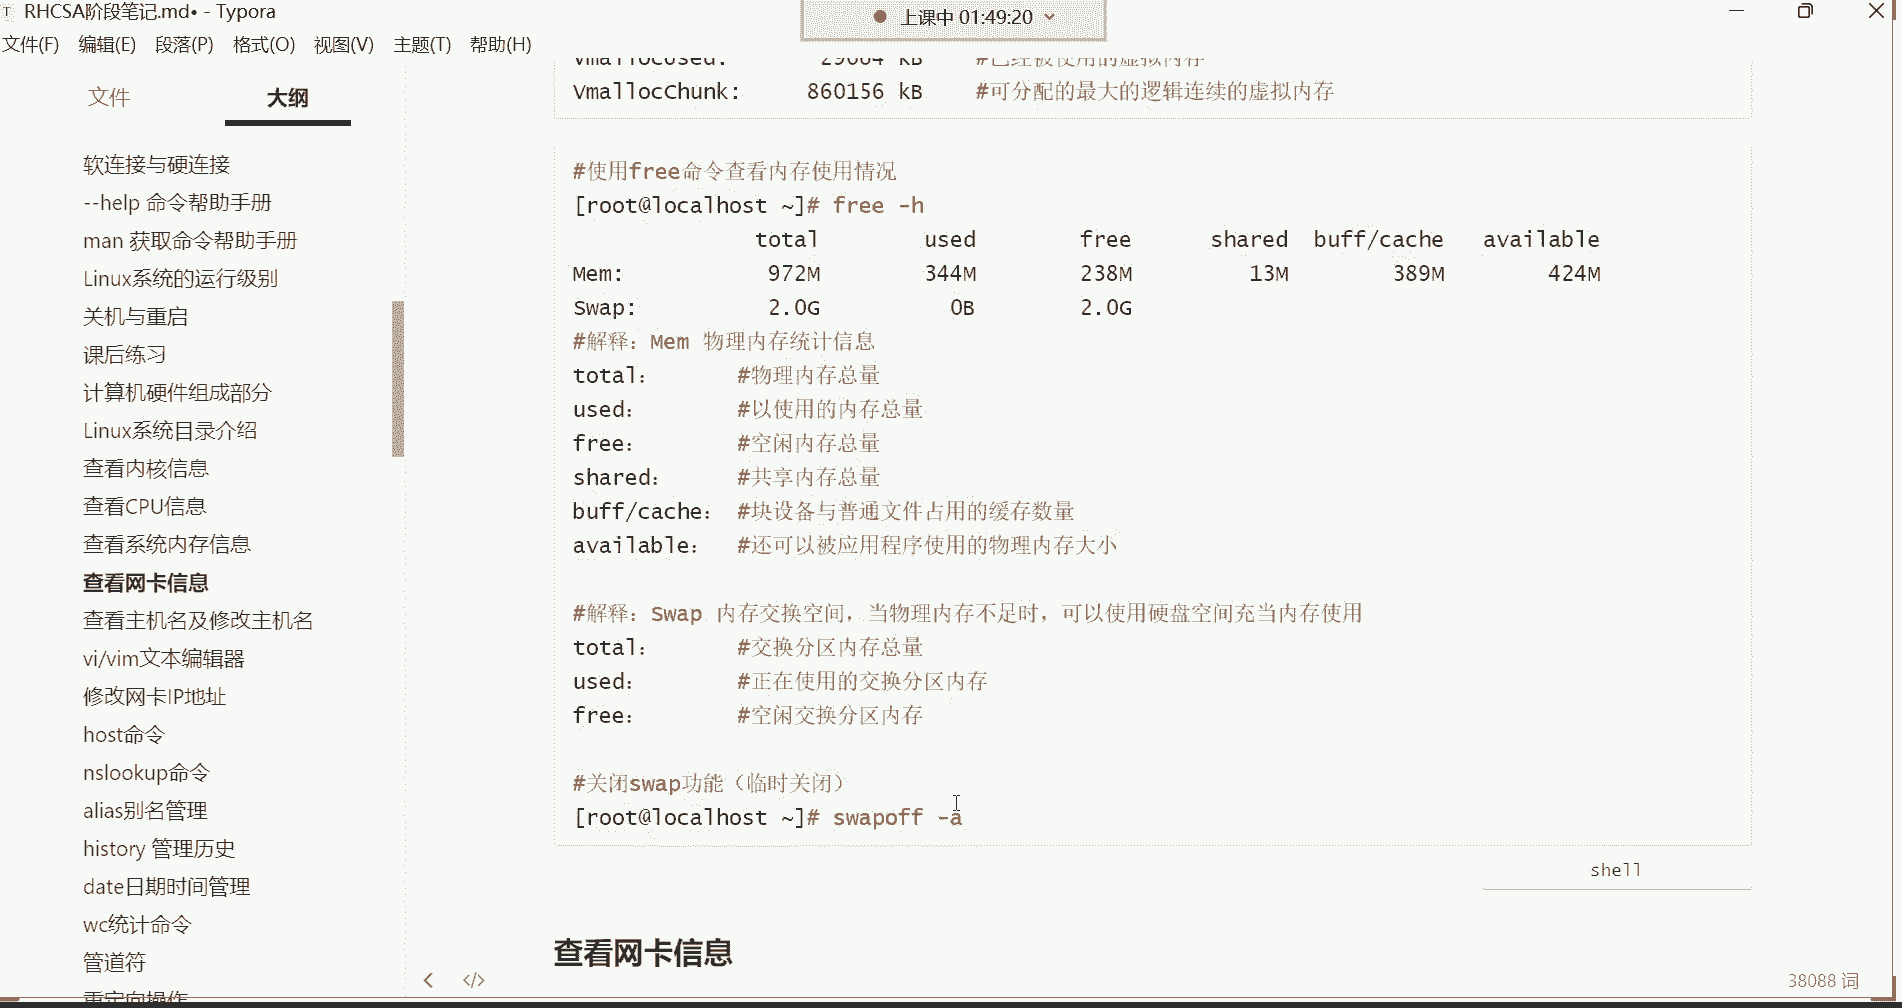 RHCSA阶段笔记.md• - Typora
上课中 01:49:20
文件(F) 编辑(E) 段落(P) 格式(O) 视图(V) 主题(T) 帮助(H)
文件 大纲
软连接与硬连接
--help 命令帮助手册
man 获取命令帮助手册
Linux系统的运行级别
关机与重启
课后练习
计算机硬件组成部分
Linux系统目录介绍
查看内核信息
查看CPU信息
查看系统内存信息
查看网卡信息
查看主机名及修改主机名
vi/vim文本编辑器
修改网卡IP地址
host命令
nslookup命令
alias别名管理
history 管理历史
date日期时间管理
wc统计命令
管道符
重定向操作
VmallocUsed: 29664 kB #已经被使用的虚拟内存
VmallocChunk: 860156 kB #可分配的最大的逻辑连续的虚拟内存
#使用free命令查看内存使用情况
[root@localhost ~]# free -h
total used free shared buff/cache available
Mem: 972M 344M 238M 13M 389M 424M
Swap: 2.0G 0B 2.0G
#解释：Mem 物理内存统计信息
total： #物理内存总量
used： #以使用的内存总量
free： #空闲内存总量
shared： #共享内存总量
buff/cache： #块设备与普通文件占用的缓存数量
available： #还可以被应用程序使用的物理内存大小
#解释：Swap 内存交换空间，当物理内存不足时，可以使用硬盘空间充当内存使用
total： #交换分区内存总量
used： #正在使用的交换分区内存
free： #空闲交换分区内存
#关闭swap功能（临时关闭）
[root@localhost ~]# swapoff -a
shell
查看网卡信息
38088 词